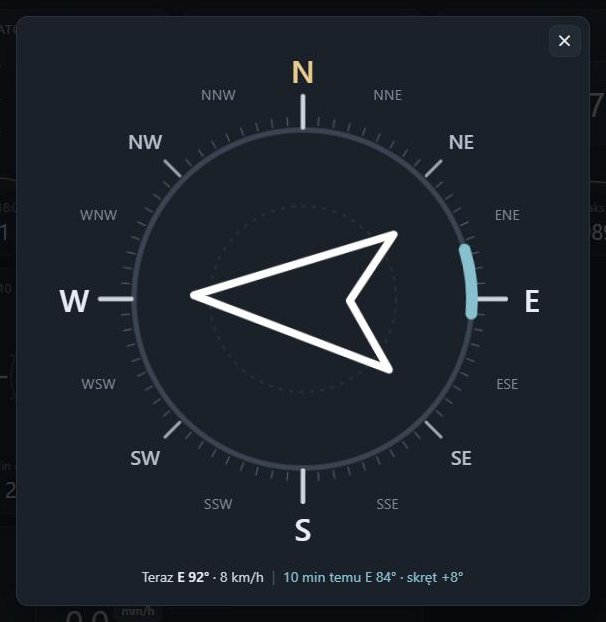 N
NNW
NNE
NW
NE
WNW
ENE
W
E
WSW
ESE
SW
SE
SSW
SSE
S
Teraz E 92° · 8 km/h | 10 min temu E 84° · skręt +8°
mm/h